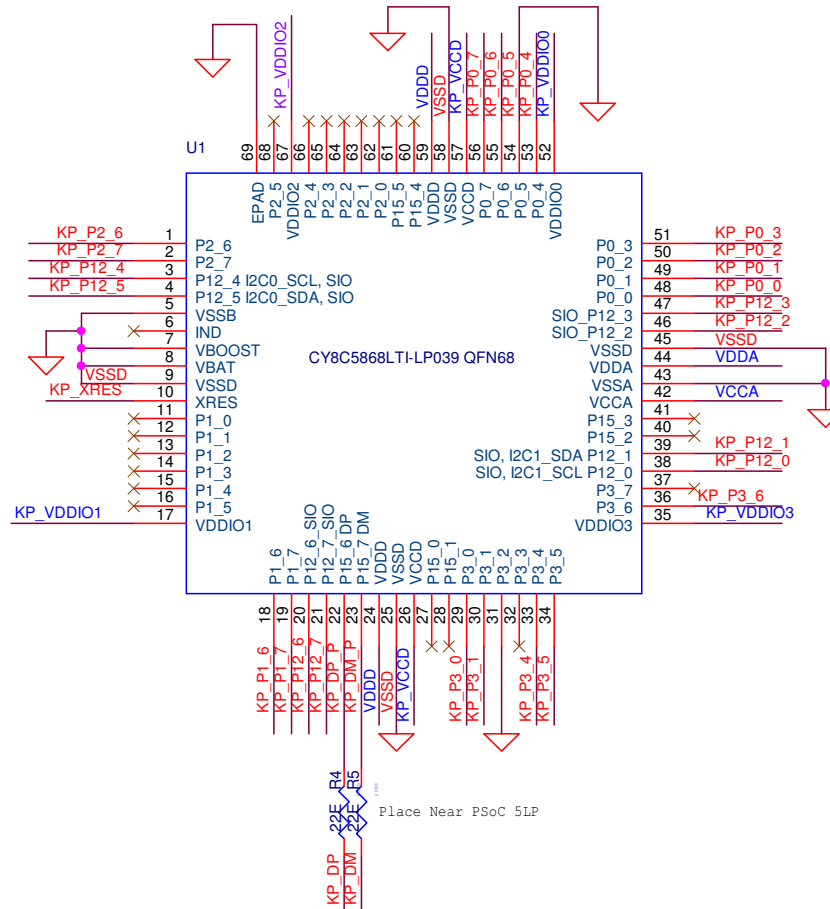 KP_VDDIO2
VDDD
VSSD
KP_VCCD
KP_P0_7
KP_P0_6
KP_P0_5
KP_P0_4
KP_VDDIO0
U1
69
68
67
66
65
64
63
62
61
60
59
58
57
56
55
54
53
52
EPAD
P2_5
VDDIO2
P2_4
P2_3
P2_2
P2_1
P2_0
P15_5
P15_4
VDDD
VSSD
VCCD
P0_7
P0_6
P0_5
P0_4
VDDIO0
KP_P2_6 1 P2_6
KP_P2_7 2 P2_7
KP_P12_4 3 P12_4 I2C0_SCL, SIO
KP_P12_5 4 P12_5 I2C0_SDA, SIO
5 VSSB
6 IND
7 VBOOST
8 VBAT
VSSD 9 VSSD
KP_XRES 10 XRES
11 P1_0
12 P1_1
13 P1_2
14 P1_3
15 P1_4
16 P1_5
KP_VDDIO1 17 VDDIO1
CY8C5868LTI-LP039 QFN68
P0_3 51 KP_P0_3
P0_2 50 KP_P0_2
P0_1 49 KP_P0_1
P0_0 48 KP_P0_0
SIO_P12_3 47 KP_P12_3
SIO_P12_2 46 KP_P12_2
VSSD 45 VSSD
VDDA 44 VDDA
VSSA 43
VCCA 42 VCCA
P15_3 41
P15_2 40
SIO, I2C1_SDA P12_1 39 KP_P12_1
SIO, I2C1_SCL P12_0 38 KP_P12_0
P3_7 37
P3_6 36 KP_P3_6
VDDIO3 35 KP_VDDIO3
P1_6
P1_7
P12_6_SIO
P12_7_SIO
P15_6 DP
P15_7 DM
VDDD
VSSD
VCCD
P15_0
P15_1
P3_0
P3_1
P3_2
P3_3
P3_4
P3_5
18
19
20
21
22
23
24
25
26
27
28
29
30
31
32
33
34
KP_P1_6
KP_P1_7
KP_P12_6
KP_P12_7
KP_DP_P
KP_DM_P
VDDD
VSSD
KP_VCCD
KP_P3_0
KP_P3_1
KP_P3_4
KP_P3_5
22E R4
22E R5
Place Near PSoC 5LP
KP_DP
KP_DM